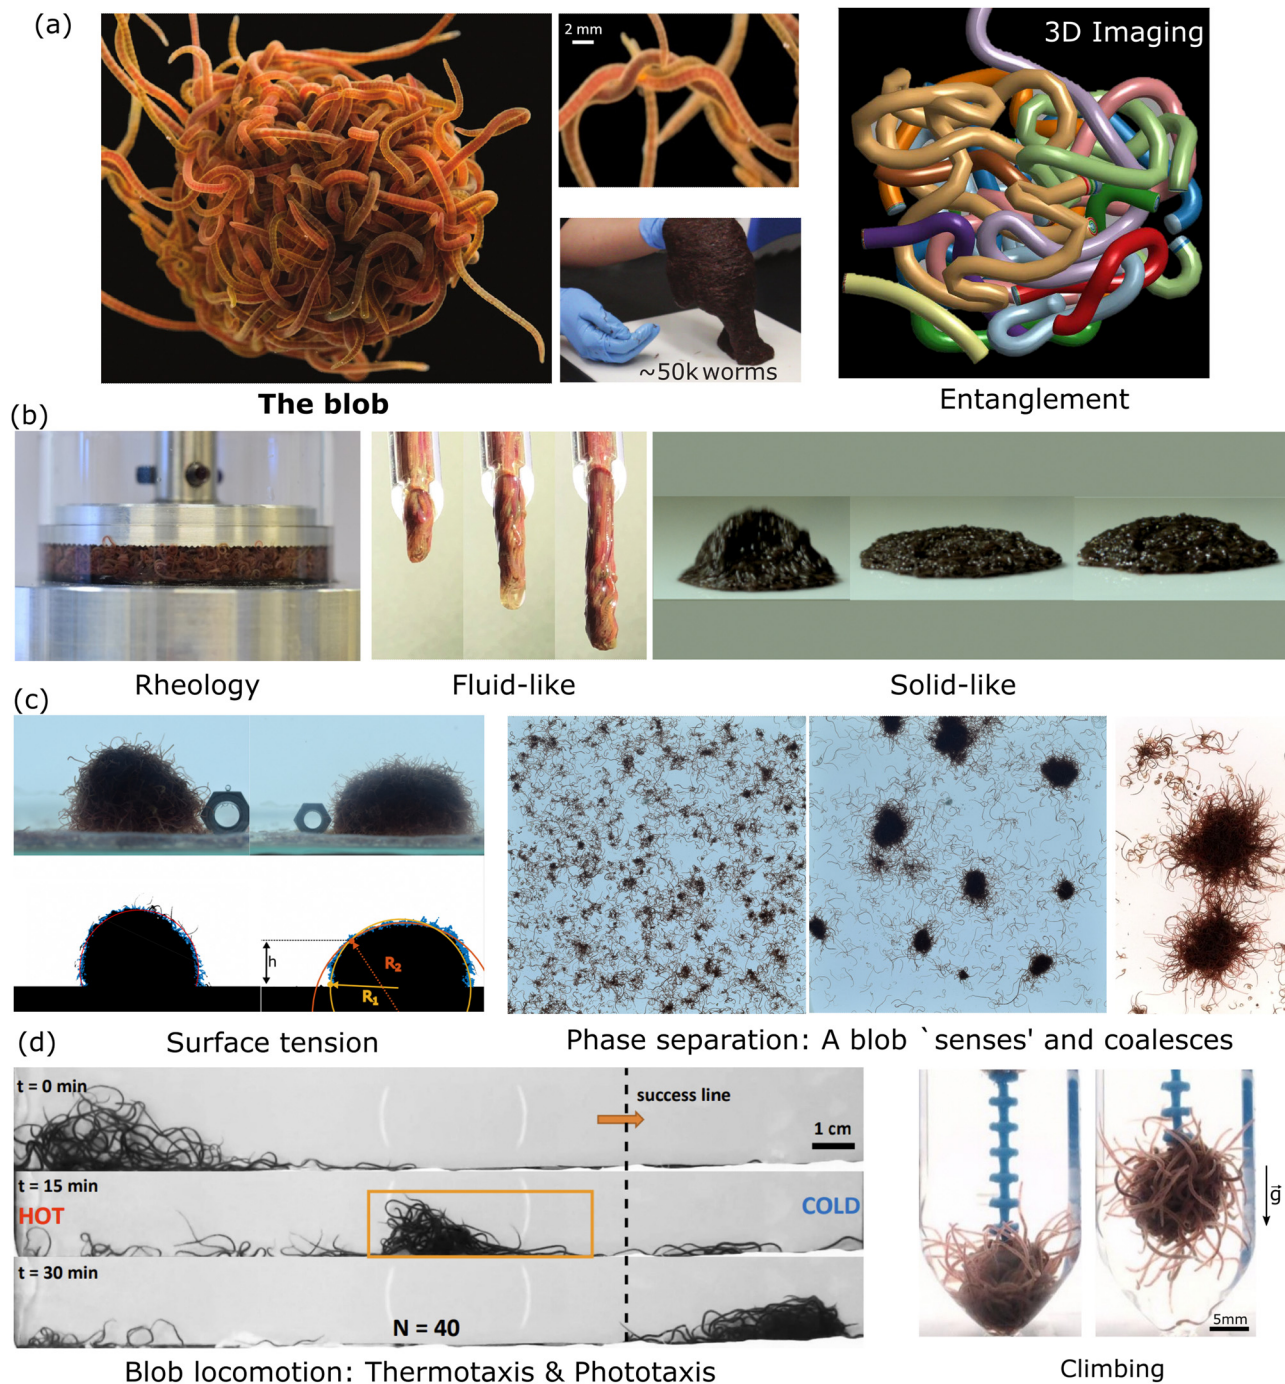 (a)
2 mm
3D Imaging
~50k worms
The blob
Entanglement
(b)
Rheology
Fluid-like
Solid-like
(c)
h
R₂
R₁
Surface tension
Phase separation: A blob `senses' and coalesces
(d)
t = 0 min
success line
1 cm
t = 15 min
HOT
COLD
t = 30 min
N = 40
g⃗
5mm
Blob locomotion: Thermotaxis & Phototaxis
Climbing